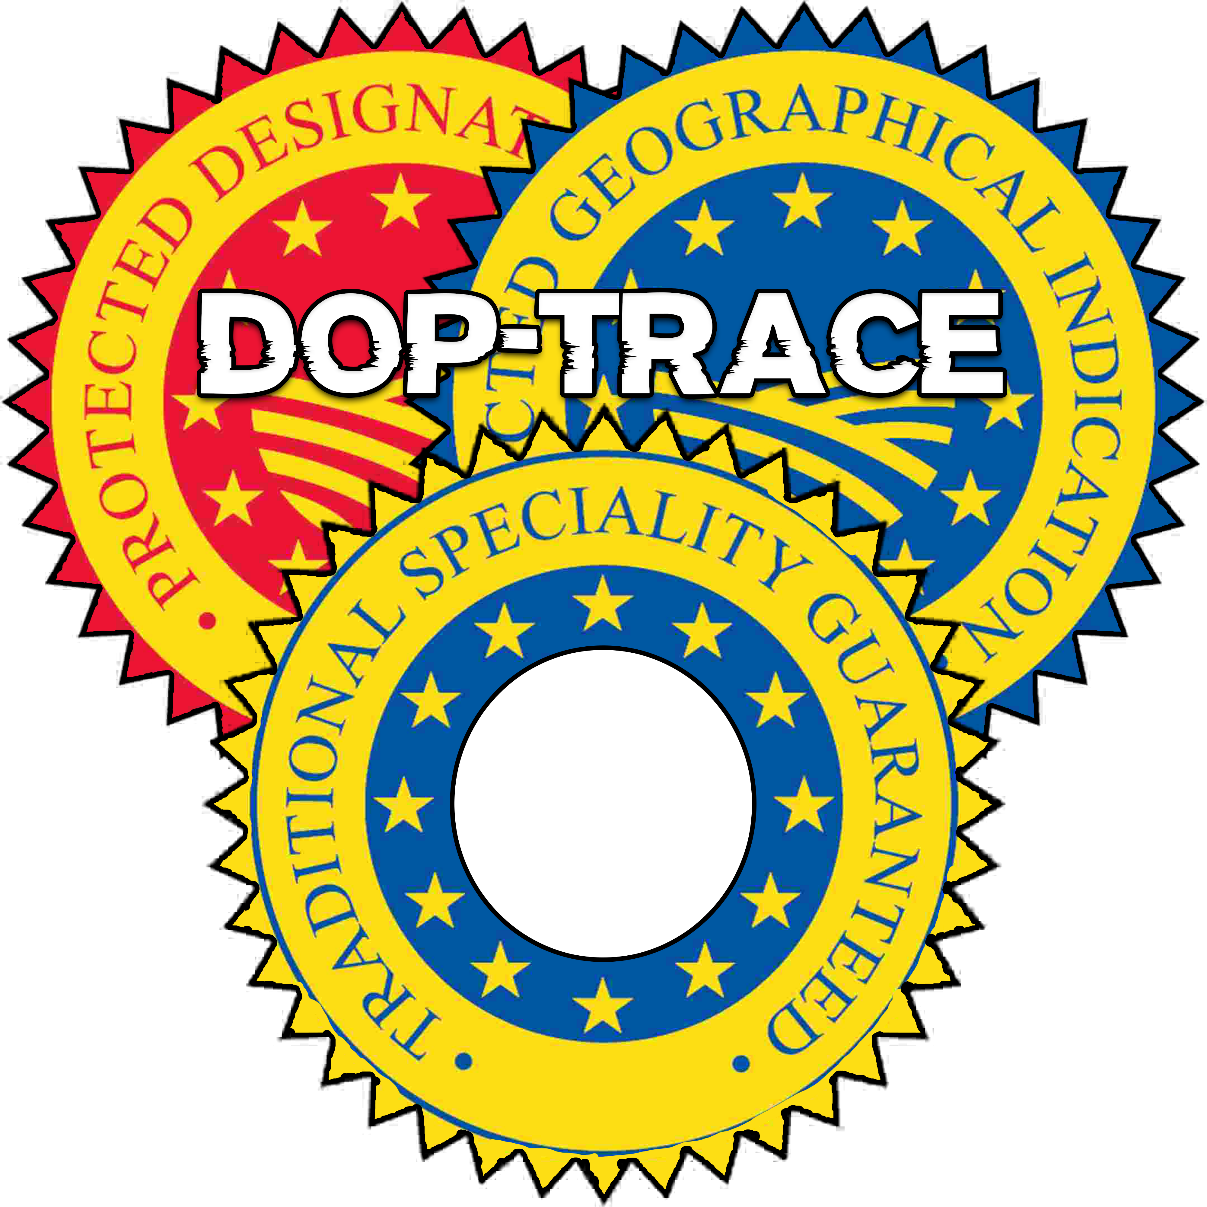 • PROTECTED DESIGNAT
CTED GEOGRAPHICAL INDICATION •
DOP-TRACE
• TRADITIONAL SPECIALITY GUARANTEED •